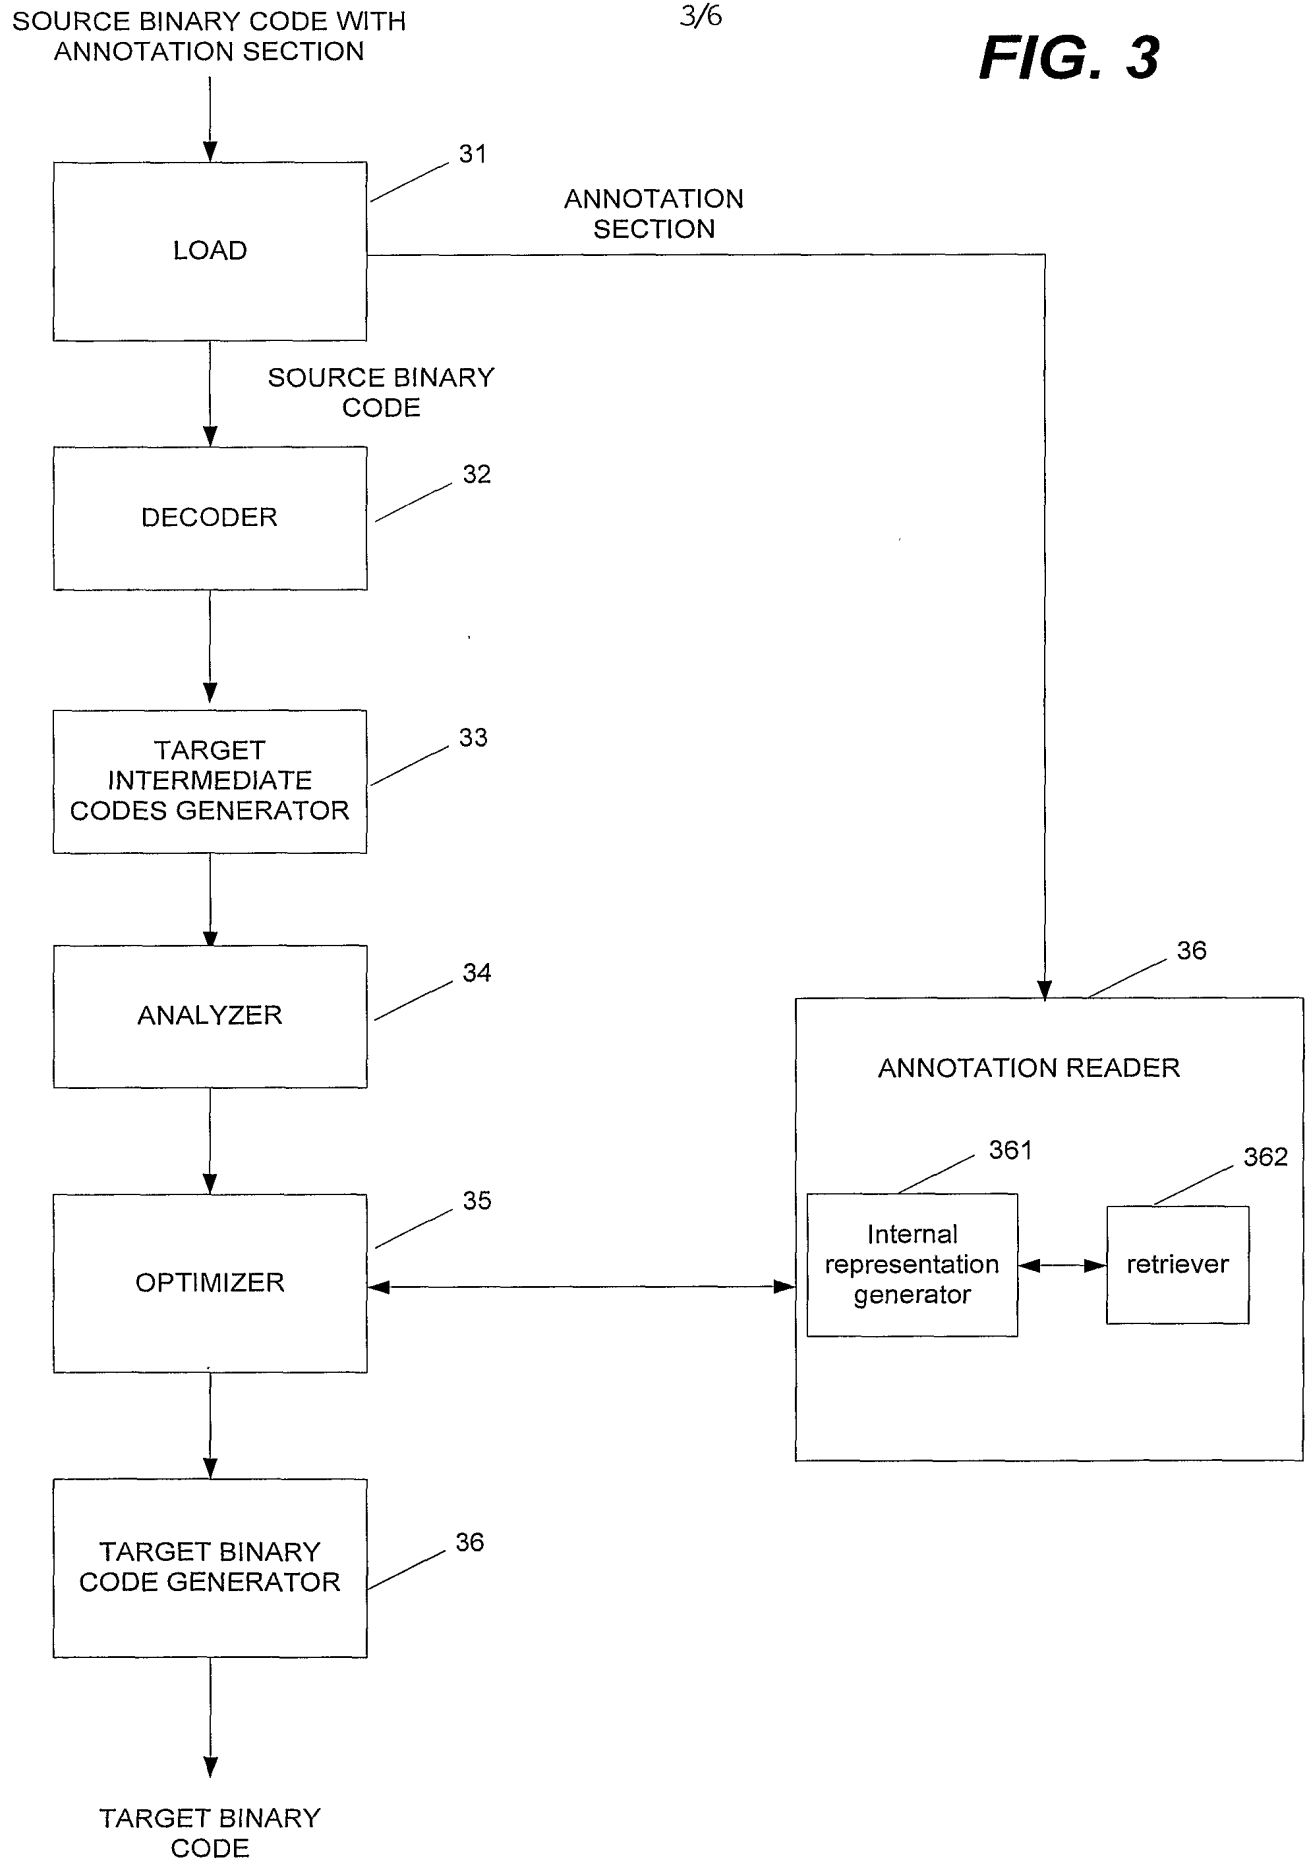 SOURCE BINARY CODE WITH
ANNOTATION SECTION
3/6
FIG. 3
31
LOAD
ANNOTATION
SECTION
SOURCE BINARY
CODE
32
DECODER
33
TARGET
INTERMEDIATE
CODES GENERATOR
34
ANALYZER
36
ANNOTATION READER
361
362
Internal
representation
generator
retriever
35
OPTIMIZER
36
TARGET BINARY
CODE GENERATOR
TARGET BINARY
CODE